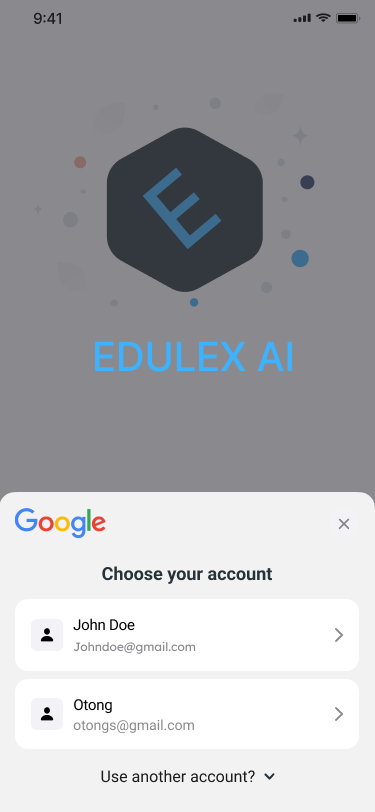 9:41
E
EDULEX AI
Google
Choose your account
John Doe
Johndoe@gmail.com
Otong
otongs@gmail.com
Use another account?